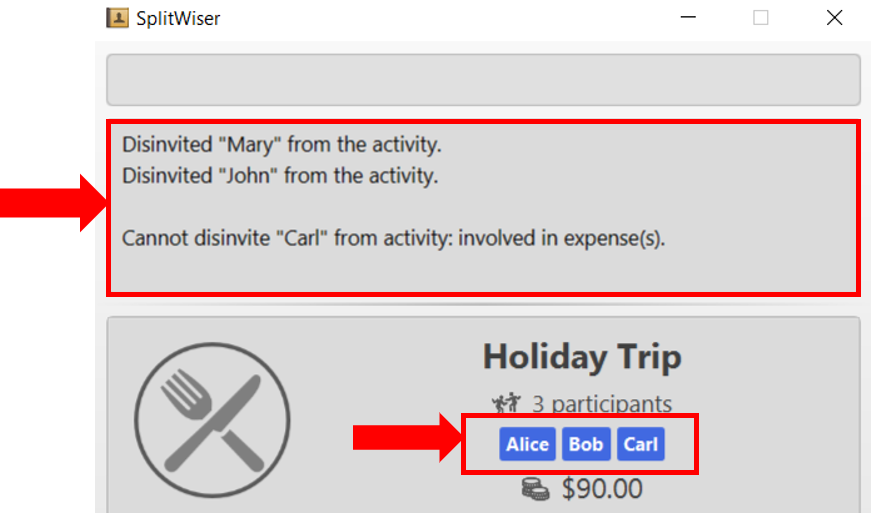 SplitWiser
Disinvited "Mary" from the activity.
Disinvited "John" from the activity.
Cannot disinvite "Carl" from activity: involved in expense(s).
Holiday Trip
3 participants
Alice Bob Carl
$90.00